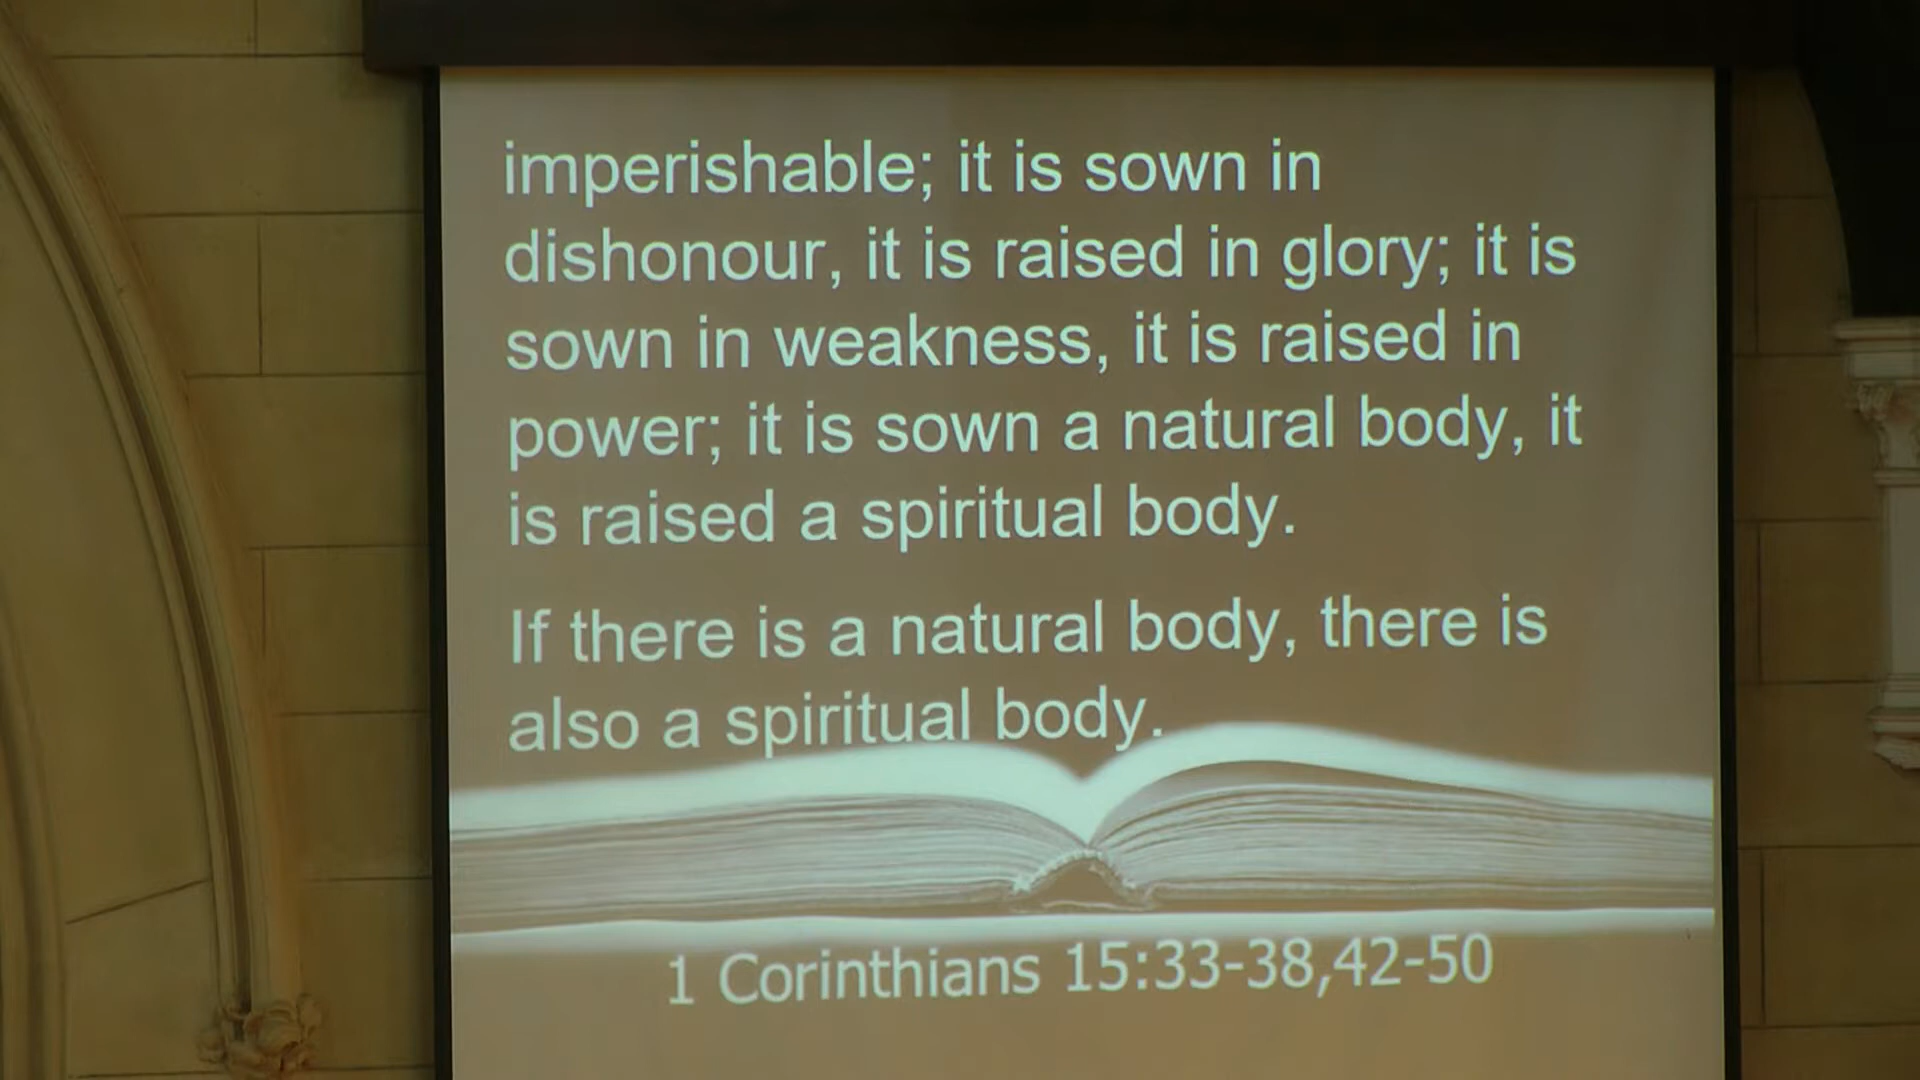 imperishable; it is sown in
dishonour, it is raised in glory; it is
sown in weakness, it is raised in
power; it is sown a natural body, it
is raised a spiritual body.
If there is a natural body, there is
also a spiritual body.
1 Corinthians 15:33-38,42-50